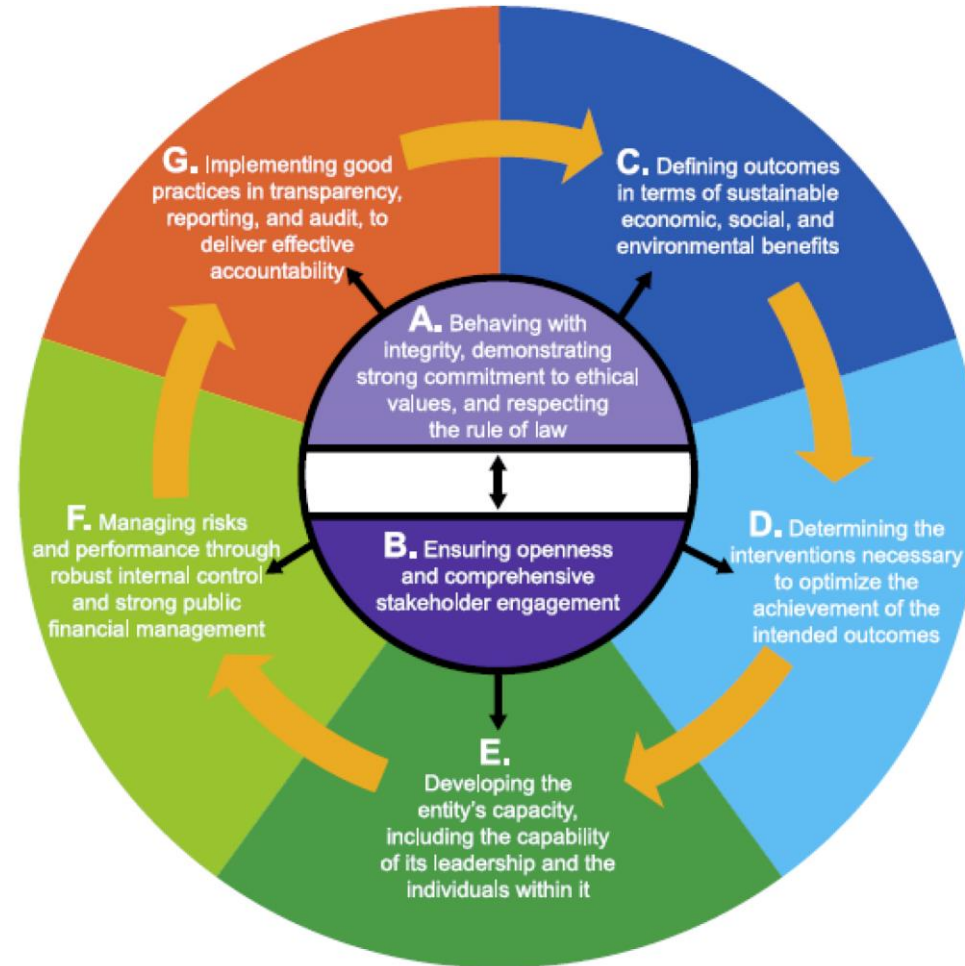 G. Implementing good
practices in transparency,
reporting, and audit, to
deliver effective
accountability
C. Defining outcomes
in terms of sustainable
economic, social, and
environmental benefits
A. Behaving with
integrity, demonstrating
strong commitment to ethical
values, and respecting
the rule of law
F. Managing risks
and performance through
robust internal control
and strong public
financial management
B. Ensuring openness
and comprehensive
stakeholder engagement
D. Determining the
interventions necessary
to optimize the
achievement of the
intended outcomes
E.
Developing the
entity's capacity,
including the capability
of its leadership and the
individuals within it